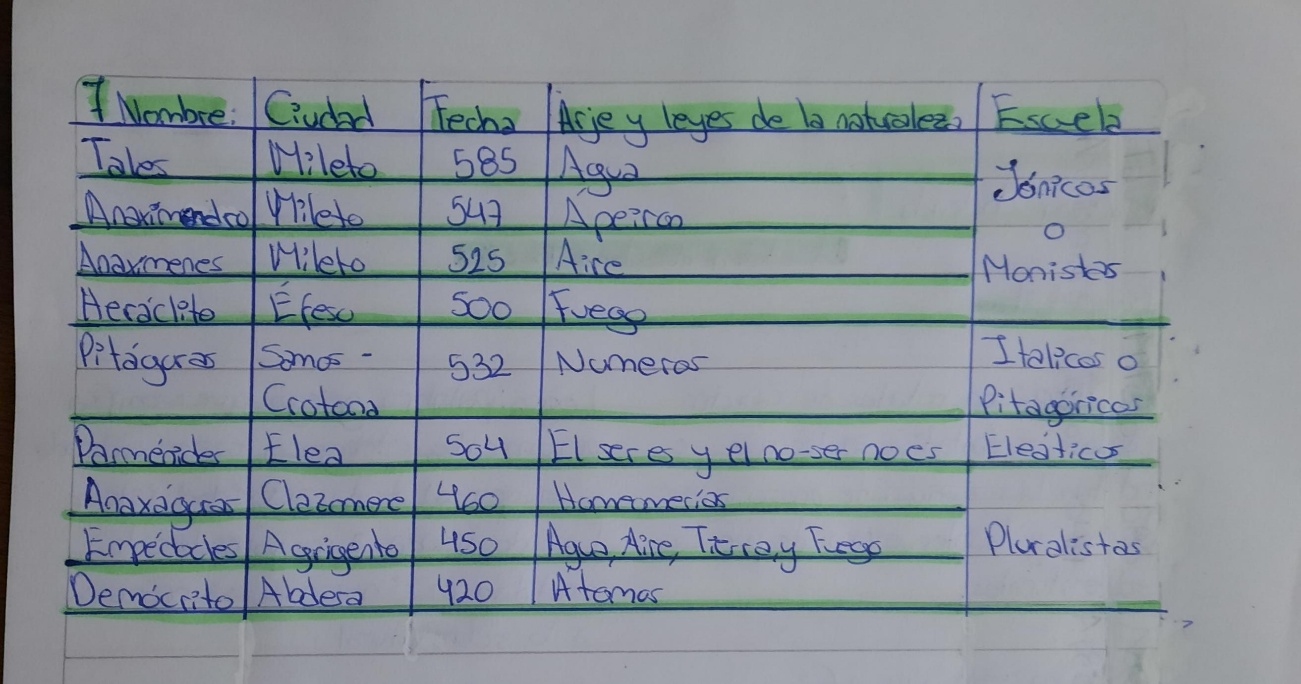 7 Nombre: Ciudad Fecha Arje y leyes de la naturaleza Escuela
Tales Mileto 585 Agua
Jónicos
Anaximandro Mileto 547 Apeiron
o
Anaxmenes Mileto 525 Aire
Monistas
Heráclito Éfeso 500 Fuego
Pitágoras Samos - 532 Numeros Italicos o
Crotona Pitagóricos
Parménides Elea 504 El ser es y el no-ser no es Eleáticos
Anaxágoras Clazomene 460 Homeomerías
Empédocles Agrigento 450 Agua, Aire, Tierra, y Fuego Pluralistas
Demócrito Abdera 420 Atomos